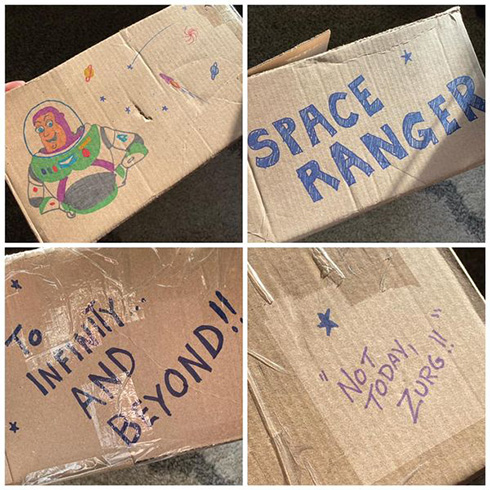 SPACE
RANGER
TO
INFINITY...
AND
BEYOND!!
"NOT
TODAY,
ZURG!!"